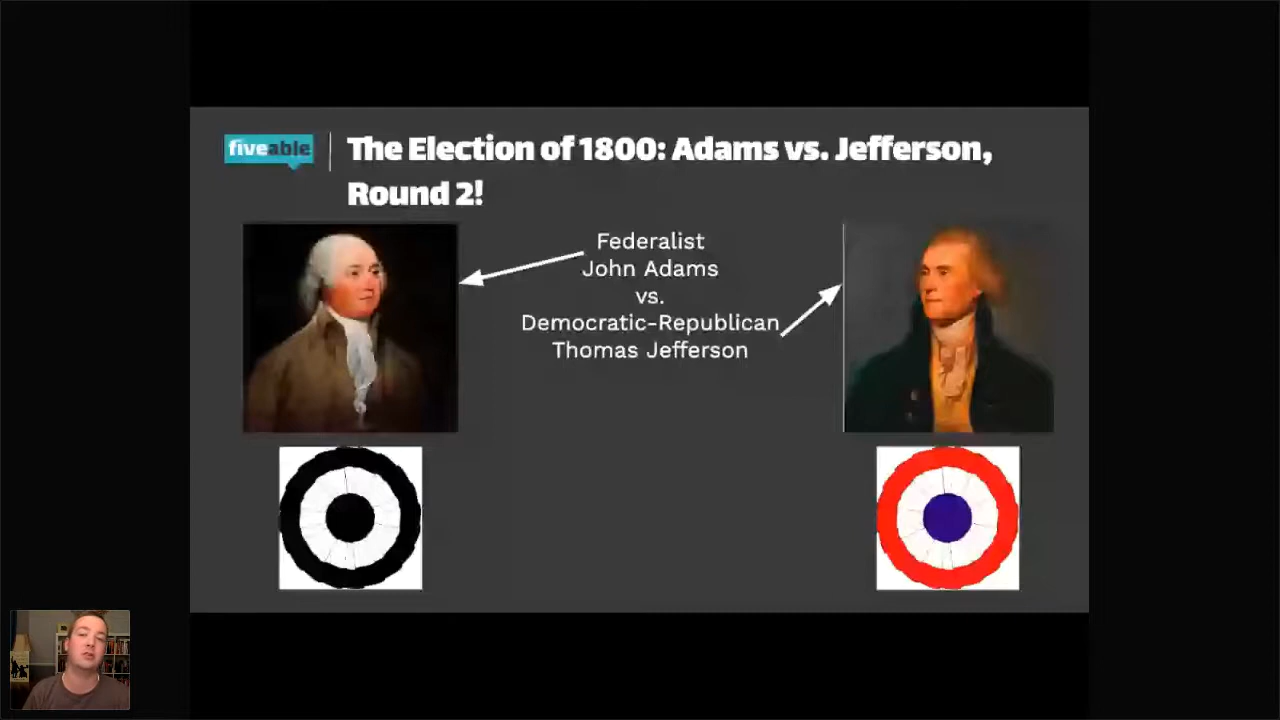 fiveable
The Election of 1800: Adams vs. Jefferson,
Round 2!
Federalist
John Adams
vs.
Democratic-Republican
Thomas Jefferson